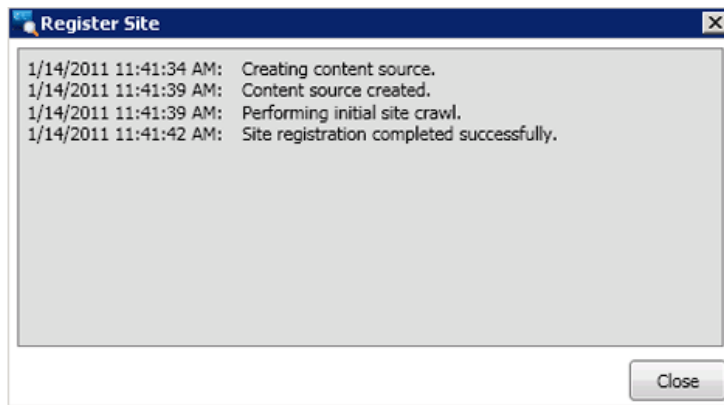 Register Site
1/14/2011 11:41:34 AM: Creating content source.
1/14/2011 11:41:39 AM: Content source created.
1/14/2011 11:41:39 AM: Performing initial site crawl.
1/14/2011 11:41:42 AM: Site registration completed successfully.
Close